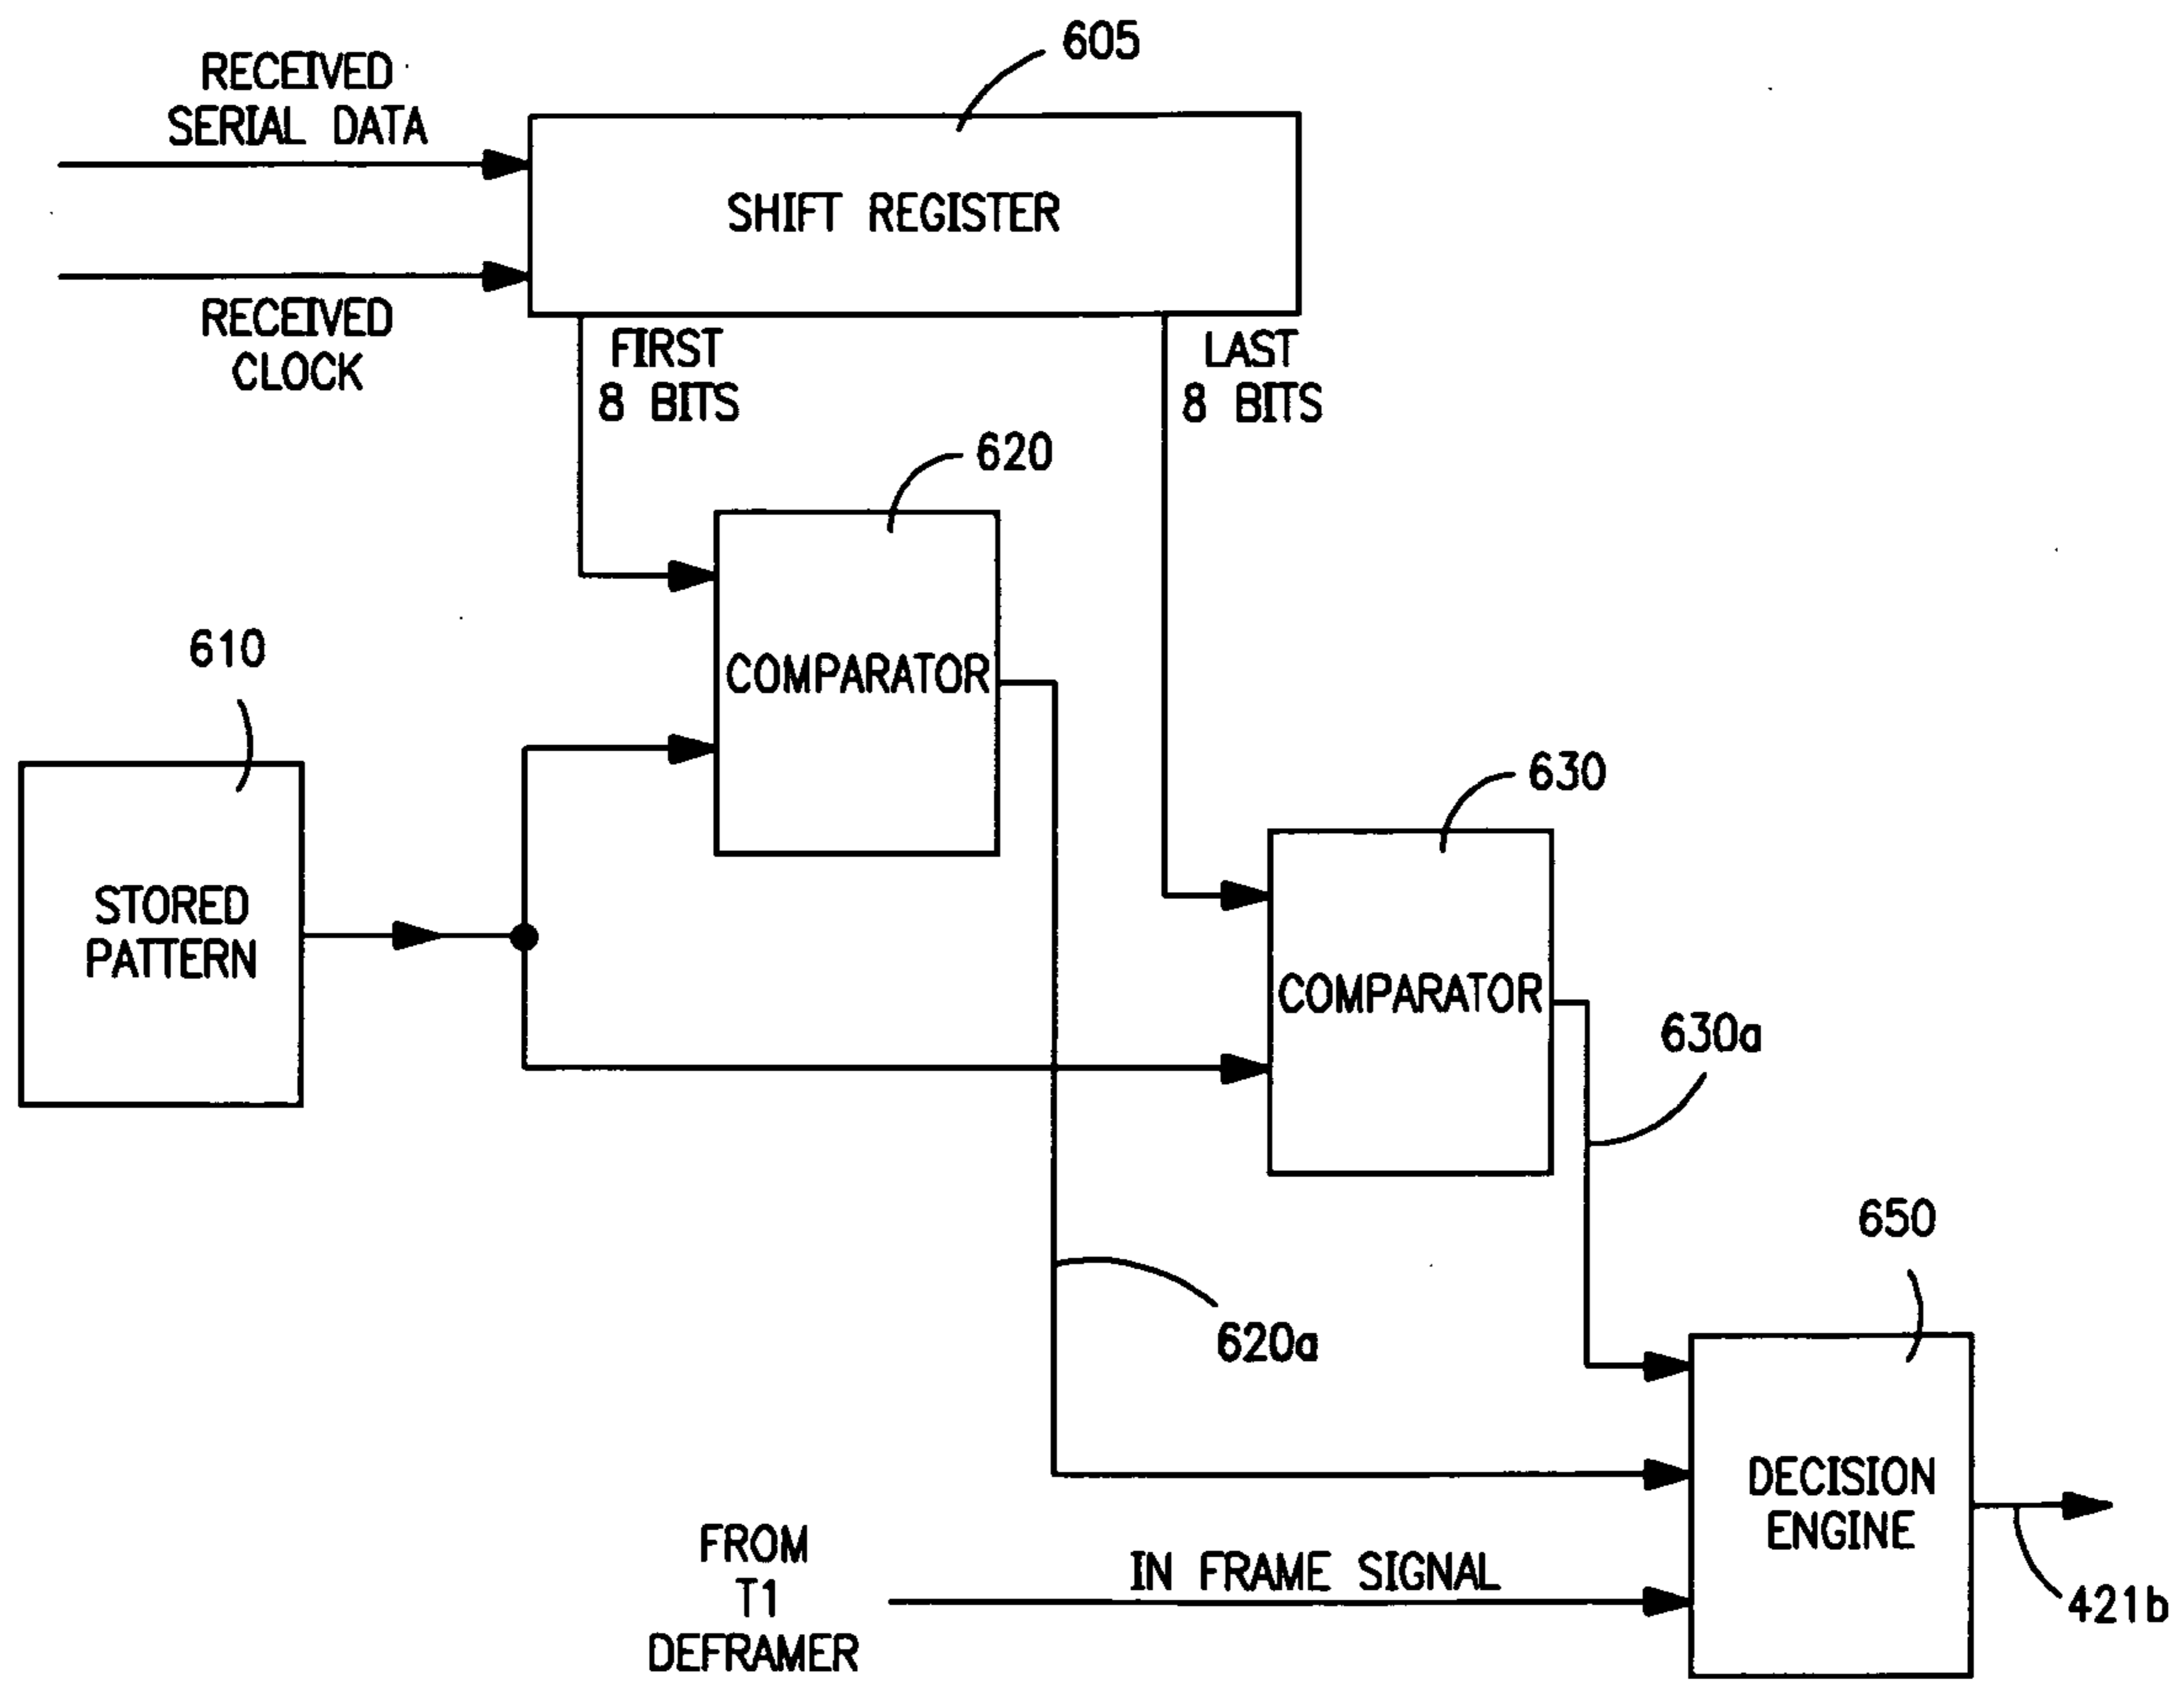 605
RECEIVED
SERIAL DATA
SHIFT REGISTER
RECEIVED
CLOCK
FIRST
8 BITS
LAST
8 BITS
620
610
COMPARATOR
630
STORED
PATTERN
COMPARATOR
630a
650
620a
DECISION
ENGINE
FROM
T1
DEFRAMER
IN FRAME SIGNAL
421b